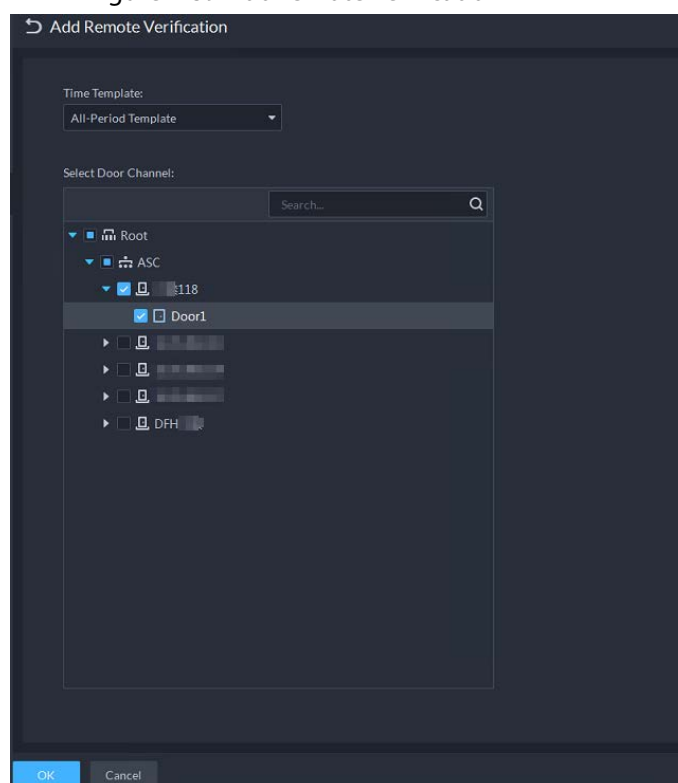 Add Remote Verification
Time Template:
All-Period Template
Select Door Channel:
Search...
Root
ASC
118
Door1
DFH
OK
Cancel